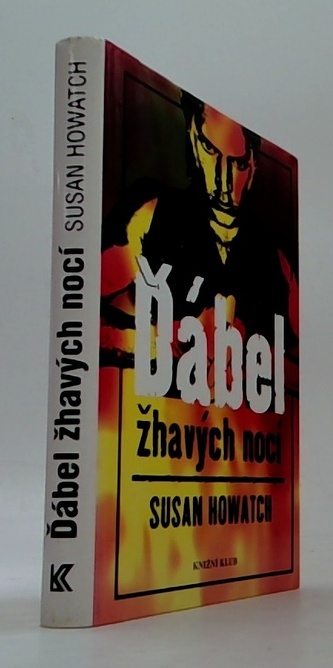 Ďábel žhavých nocí SUSAN HOWATCH
Ďábel
žhavých nocí
SUSAN HOWATCH
KNIŽNÍ KLUB